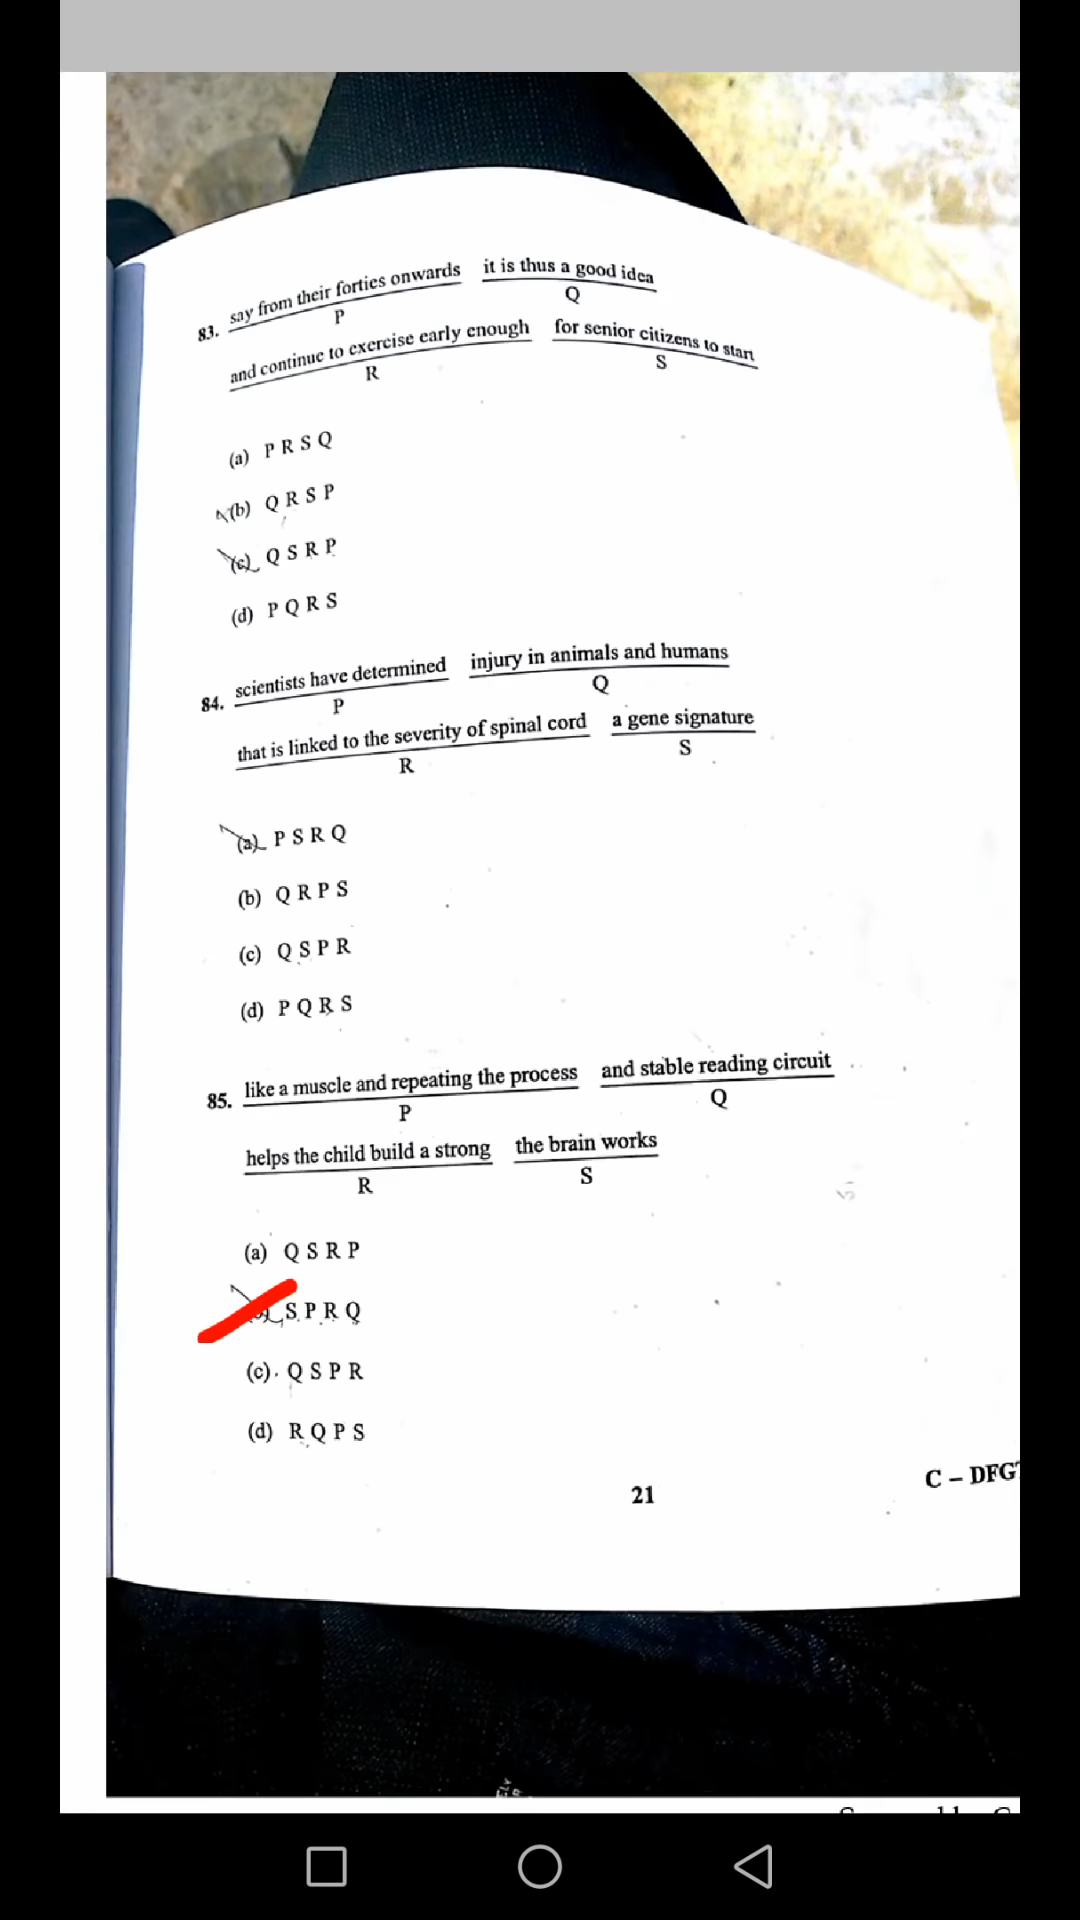 83. say from their forties onwards it is thus a good idea
P Q
and continue to exercise early enough for senior citizens to start
R S
(a) P R S Q
(b) Q R S P
(c) Q S R P
(d) P Q R S
84. scientists have determined injury in animals and humans
P Q
that is linked to the severity of spinal cord a gene signature
R S
(a) P S R Q
(b) Q R P S
(c) Q S P R
(d) P Q R S
85. like a muscle and repeating the process and stable reading circuit
P Q
helps the child build a strong the brain works
R S
(a) Q S R P
S P R Q
(c) Q S P R
(d) R Q P S
21
C – DFG